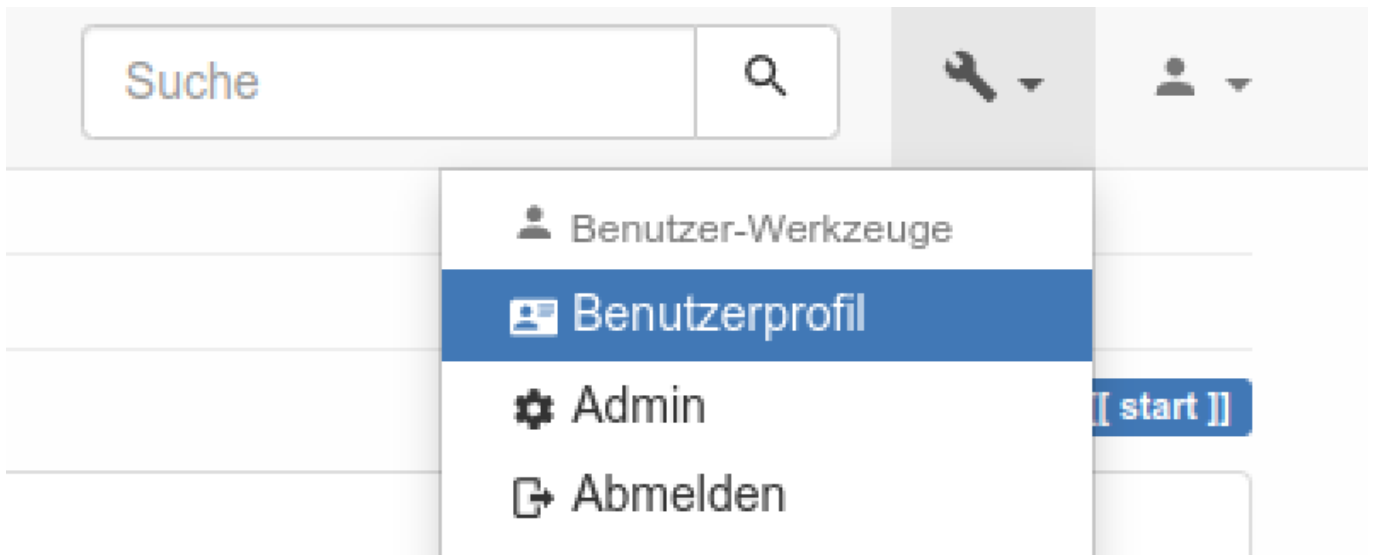 Suche
Benutzer-Werkzeuge
Benutzerprofil
Admin
[[ start ]]
Abmelden